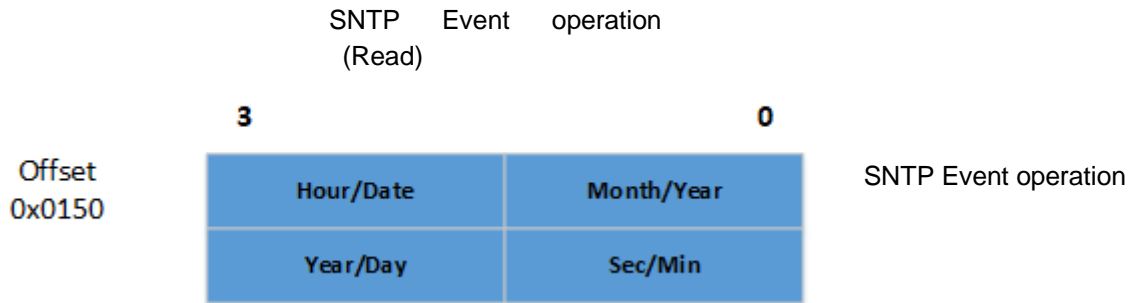 SNTP Event operation
(Read)
3 0
Offset
0x0150
Hour/Date Month/Year
SNTP Event operation
Year/Day Sec/Min